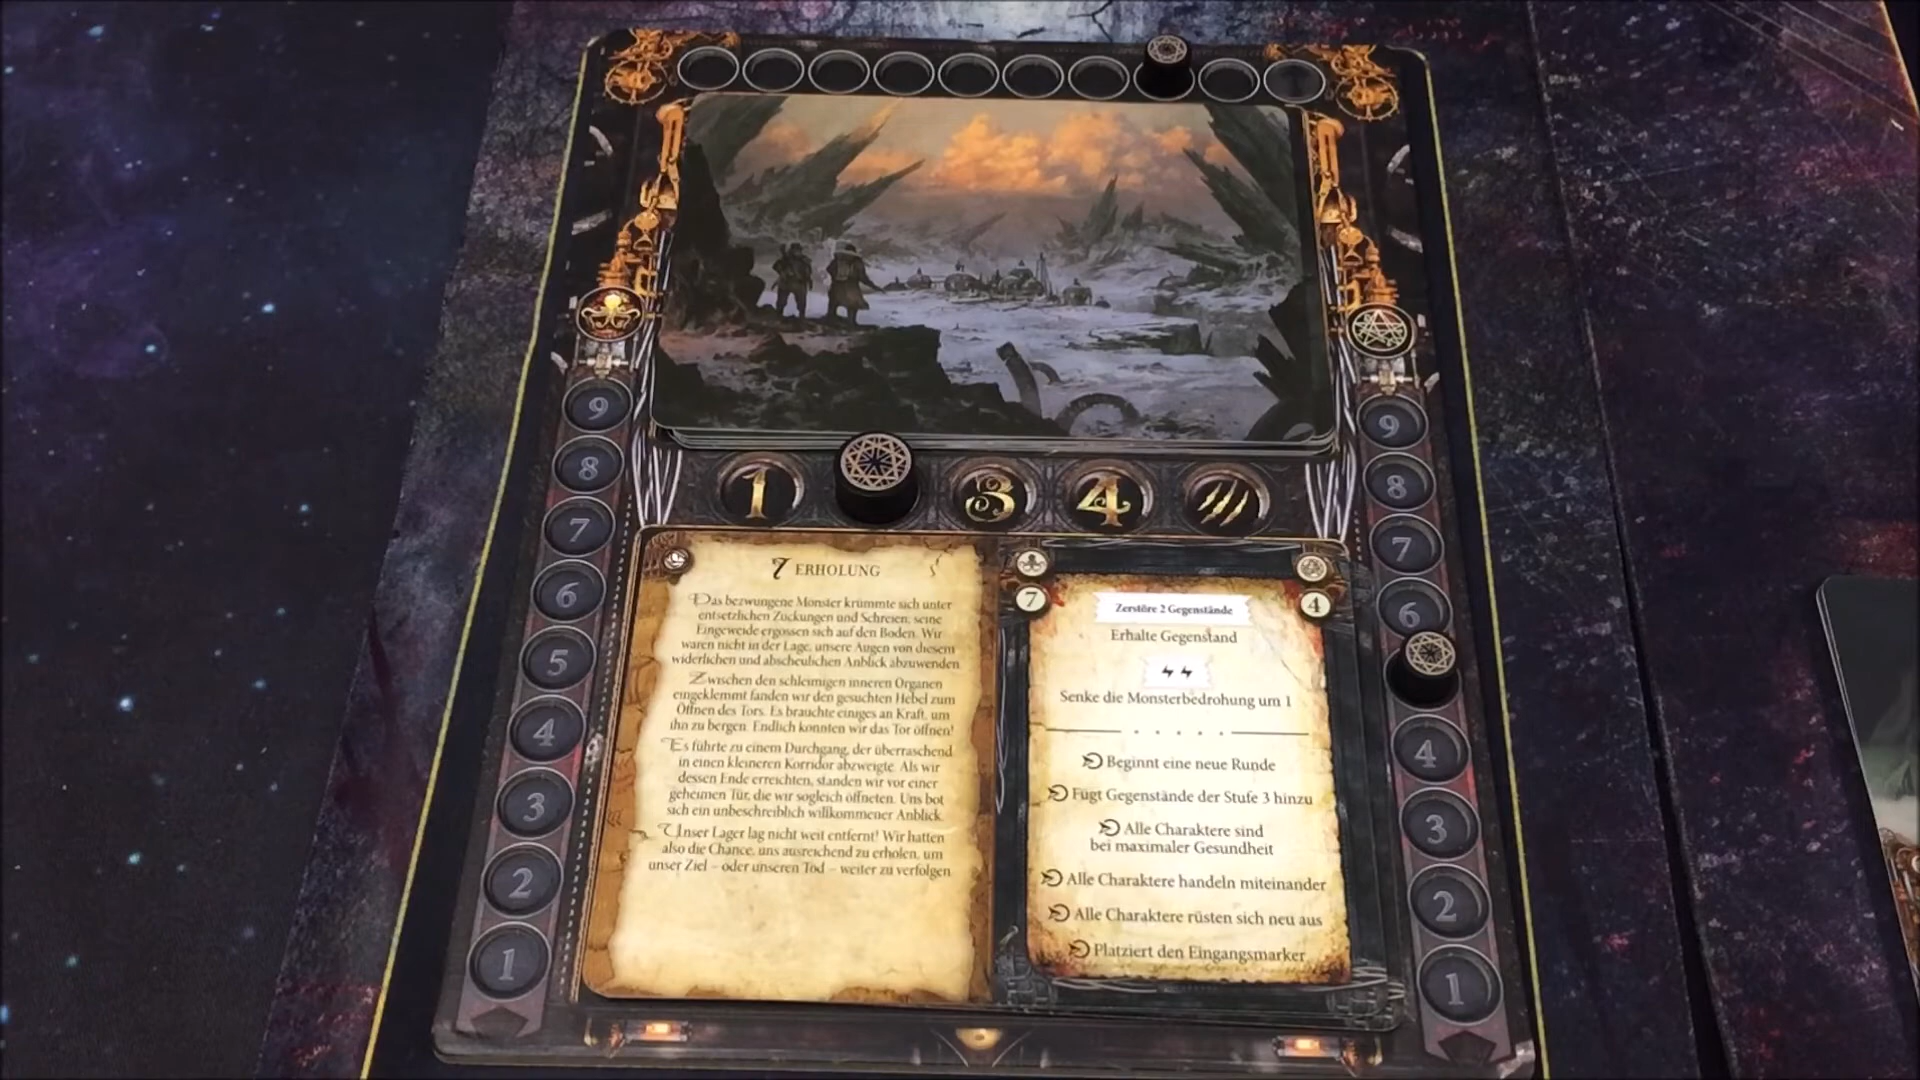 1 3 4
9
8
7
6
5
4
3
2
1
7 ERHOLUNG
Das bezwungene Monster krümmte sich unter
entsetzlichen Zuckungen und Schreien, seine
Eingeweide ergossen sich auf den Boden. Wir
waren nicht in der Lage, unsere Augen von diesem
widerlichen und abscheulichen Anblick abzuwenden.
Zwischen den schleimigen inneren Organen
eingeklemmt fanden wir den gesuchten Hebel zum
Öffnen des Tors. Es brauchte einiges an Kraft, um
ihn zu bergen. Endlich konnten wir das Tor öffnen!
Es führte zu einem Durchgang, der überraschend
in einen kleineren Korridor abzweigte. Als wir
dessen Ende erreichten, standen wir vor einer
geheimen Tür, die wir sogleich öffneten. Uns bot
sich ein unbeschreiblich willkommener Anblick.
Unser Lager lag nicht weit entfernt! Wir hatten
also die Chance, uns ausreichend zu erholen, um
unser Ziel – oder unseren Tod – weiter zu verfolgen.
7 4
Zerstöre 2 Gegenstände
Erhalte Gegenstand
Senke die Monsterbedrohung um 1
Beginnt eine neue Runde
Fügt Gegenstände der Stufe 3 hinzu
Alle Charaktere sind
bei maximaler Gesundheit
Alle Charaktere handeln miteinander
Alle Charaktere rüsten sich neu aus
Platziert den Eingangsmarker
9
8
7
6
4
3
2
1